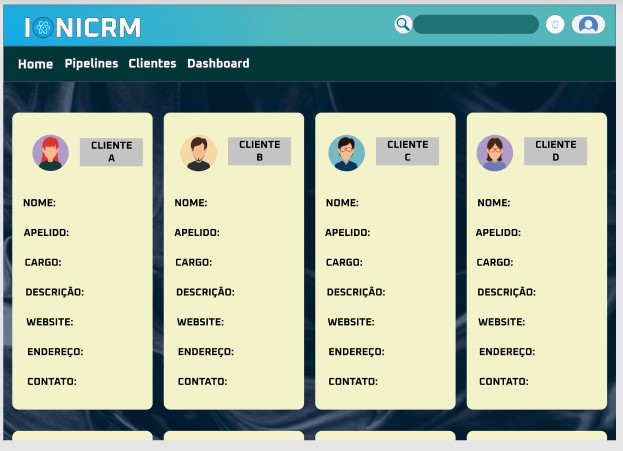 IONICRM
Home Pipelines Clientes Dashboard
CLIENTE
A
CLIENTE
B
CLIENTE
C
CLIENTE
D
NOME: NOME: NOME: NOME:
APELIDO: APELIDO: APELIDO: APELIDO:
CARGO: CARGO: CARGO: CARGO:
DESCRIÇÃO: DESCRIÇÃO: DESCRIÇÃO: DESCRIÇÃO:
WEBSITE: WEBSITE: WEBSITE: WEBSITE:
ENDEREÇO: ENDEREÇO: ENDEREÇO: ENDEREÇO:
CONTATO: CONTATO: CONTATO: CONTATO: